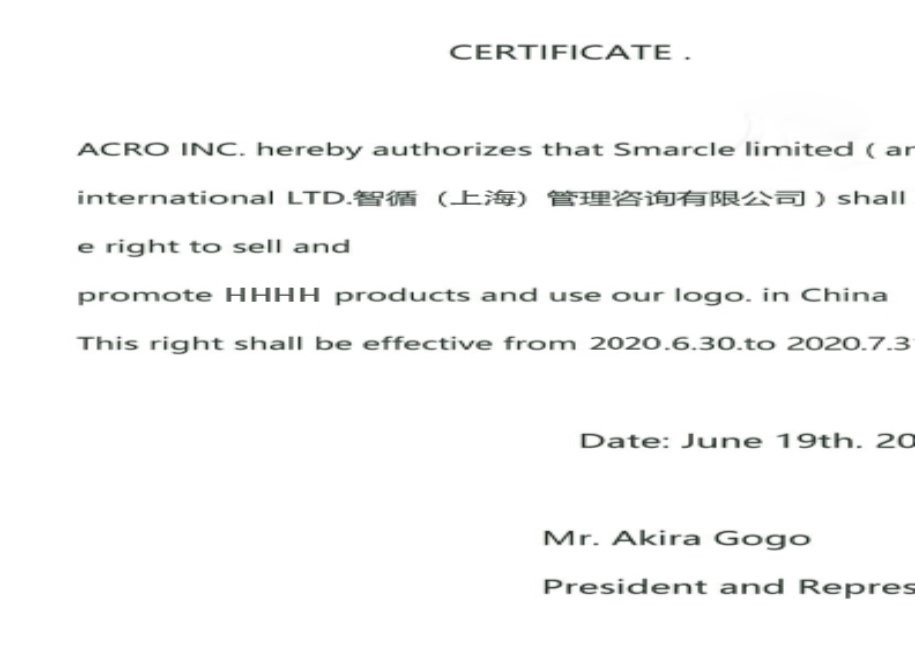 CERTIFICATE .
ACRO INC. hereby authorizes that Smarcle limited ( an
international LTD.智循（上海）管理咨询有限公司 ) shall
e right to sell and
promote HHHH products and use our logo. in China
This right shall be effective from 2020.6.30.to 2020.7.3
Date: June 19th. 20
Mr. Akira Gogo
President and Repres